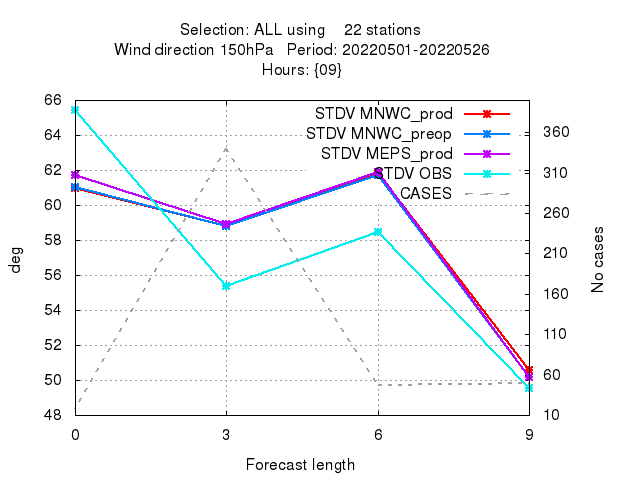 Selection: ALL using 22 stations
Wind direction 150hPa Period: 20220501-20220526
Hours: {09}
STDV MNWC_prod
STDV MNWC_preop
STDV MEPS_prod
STDV OBS
CASES
66
64
62
60
58
56
54
52
50
48
deg
360
310
260
210
160
110
60
10
No cases
0 3 6 9
Forecast length